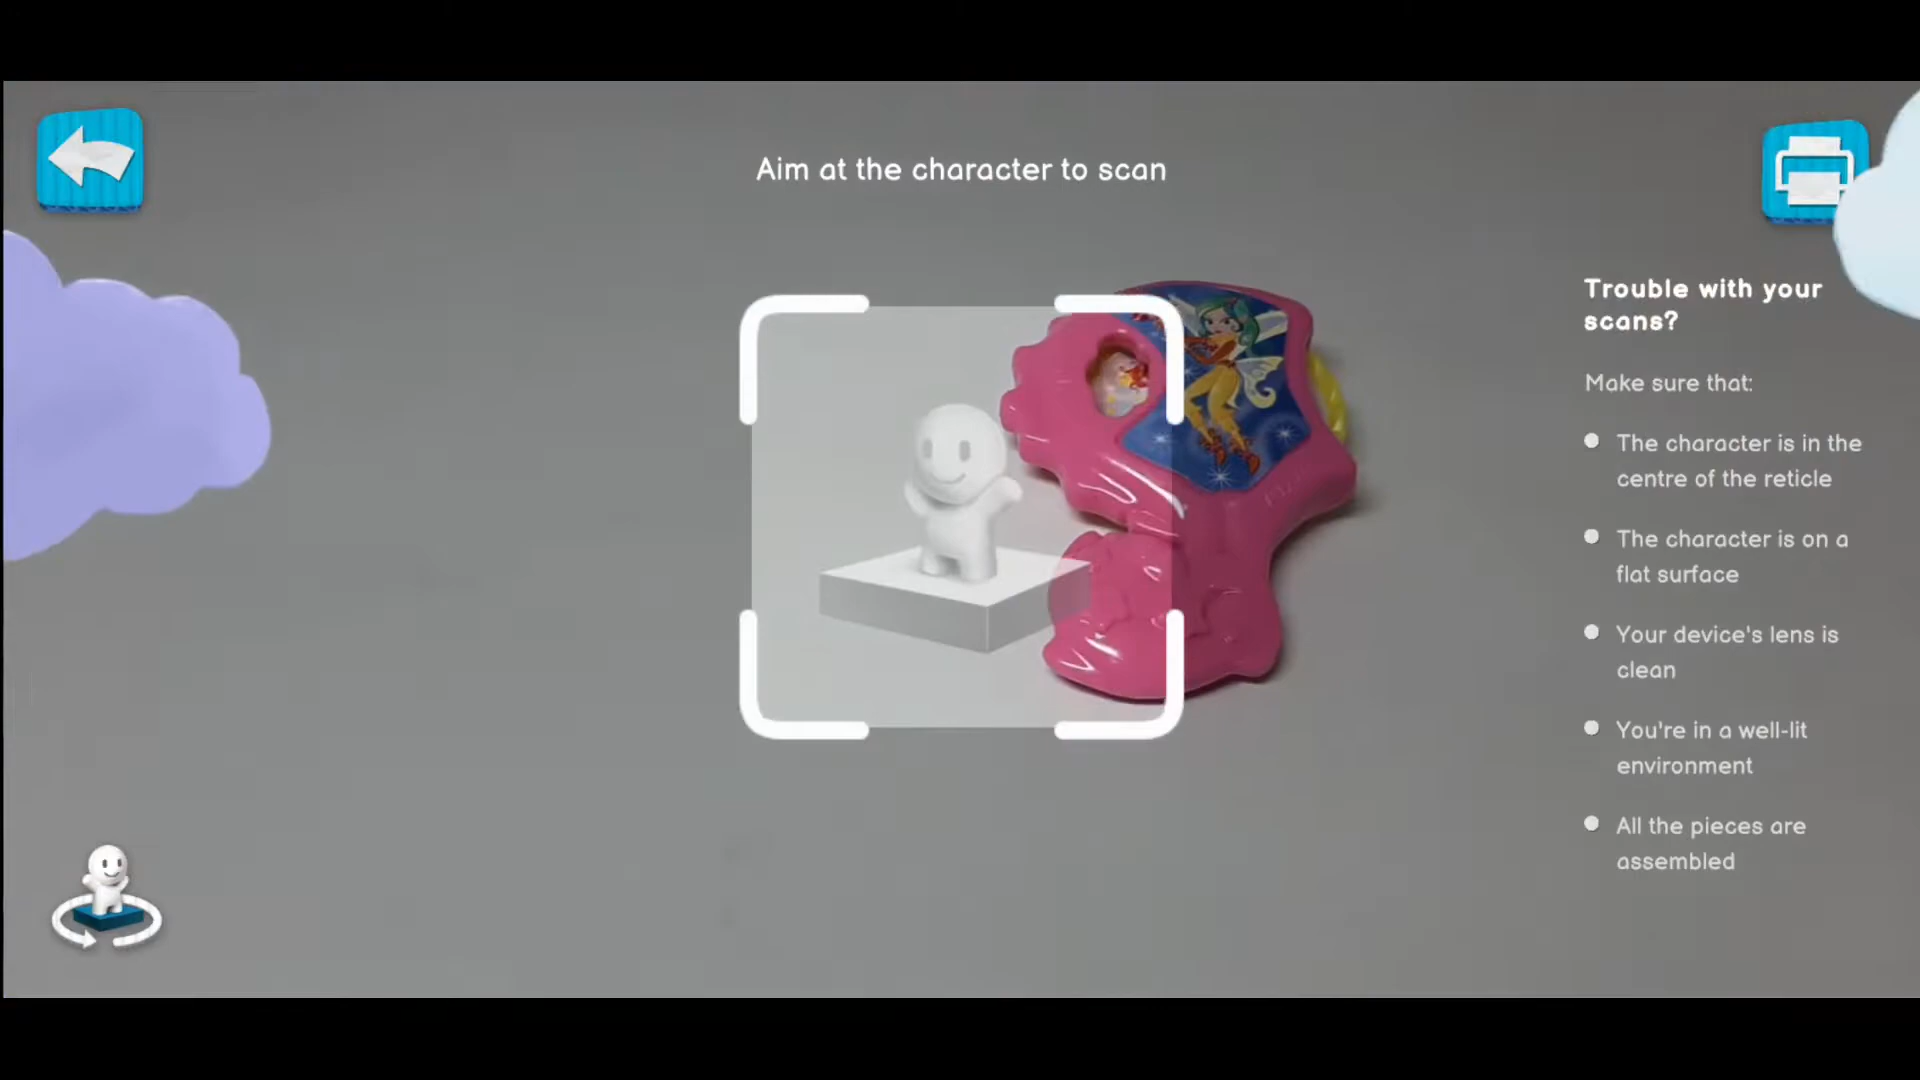 Aim at the character to scan
Trouble with your
scans?
Make sure that:
The character is in the
centre of the reticle
The character is on a
flat surface
Your device's lens is
clean
You're in a well-lit
environment
All the pieces are
assembled